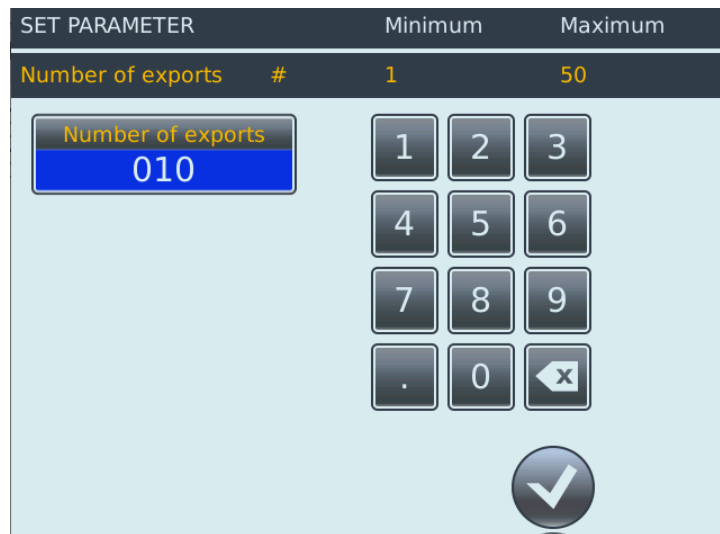 SET PARAMETER Minimum Maximum
Number of exports # 1 50
Number of exports
010
1 2 3
4 5 6
7 8 9
. 0 x